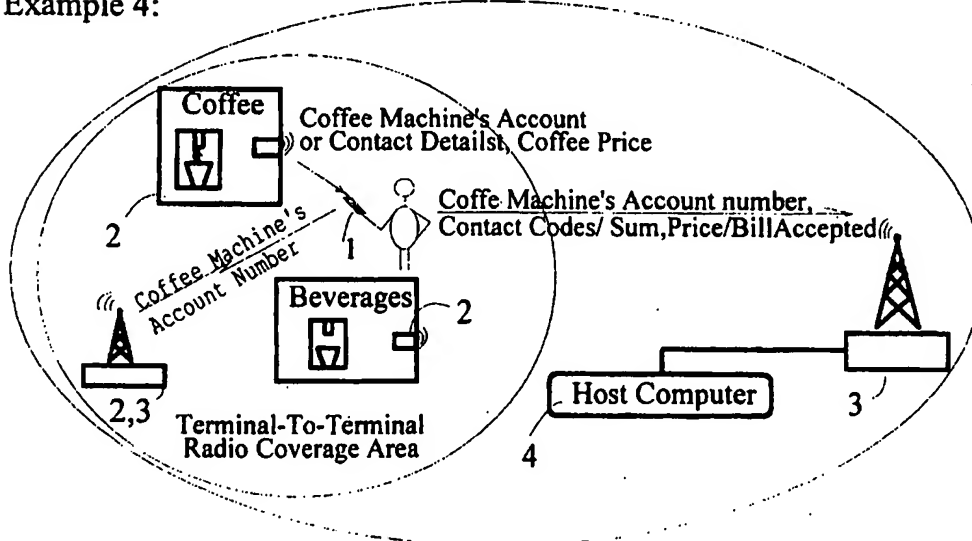 Example 4:
Coffee
Coffee Machine's Account
or Contact Detailst, Coffee Price
2
1
Coffe Machine's Account number,
Contact Codes/ Sum,Price/BillAccepted
Coffee Machine's
Account Number
Beverages
2
2,3
Terminal-To-Terminal
Radio Coverage Area
Host Computer
4
3